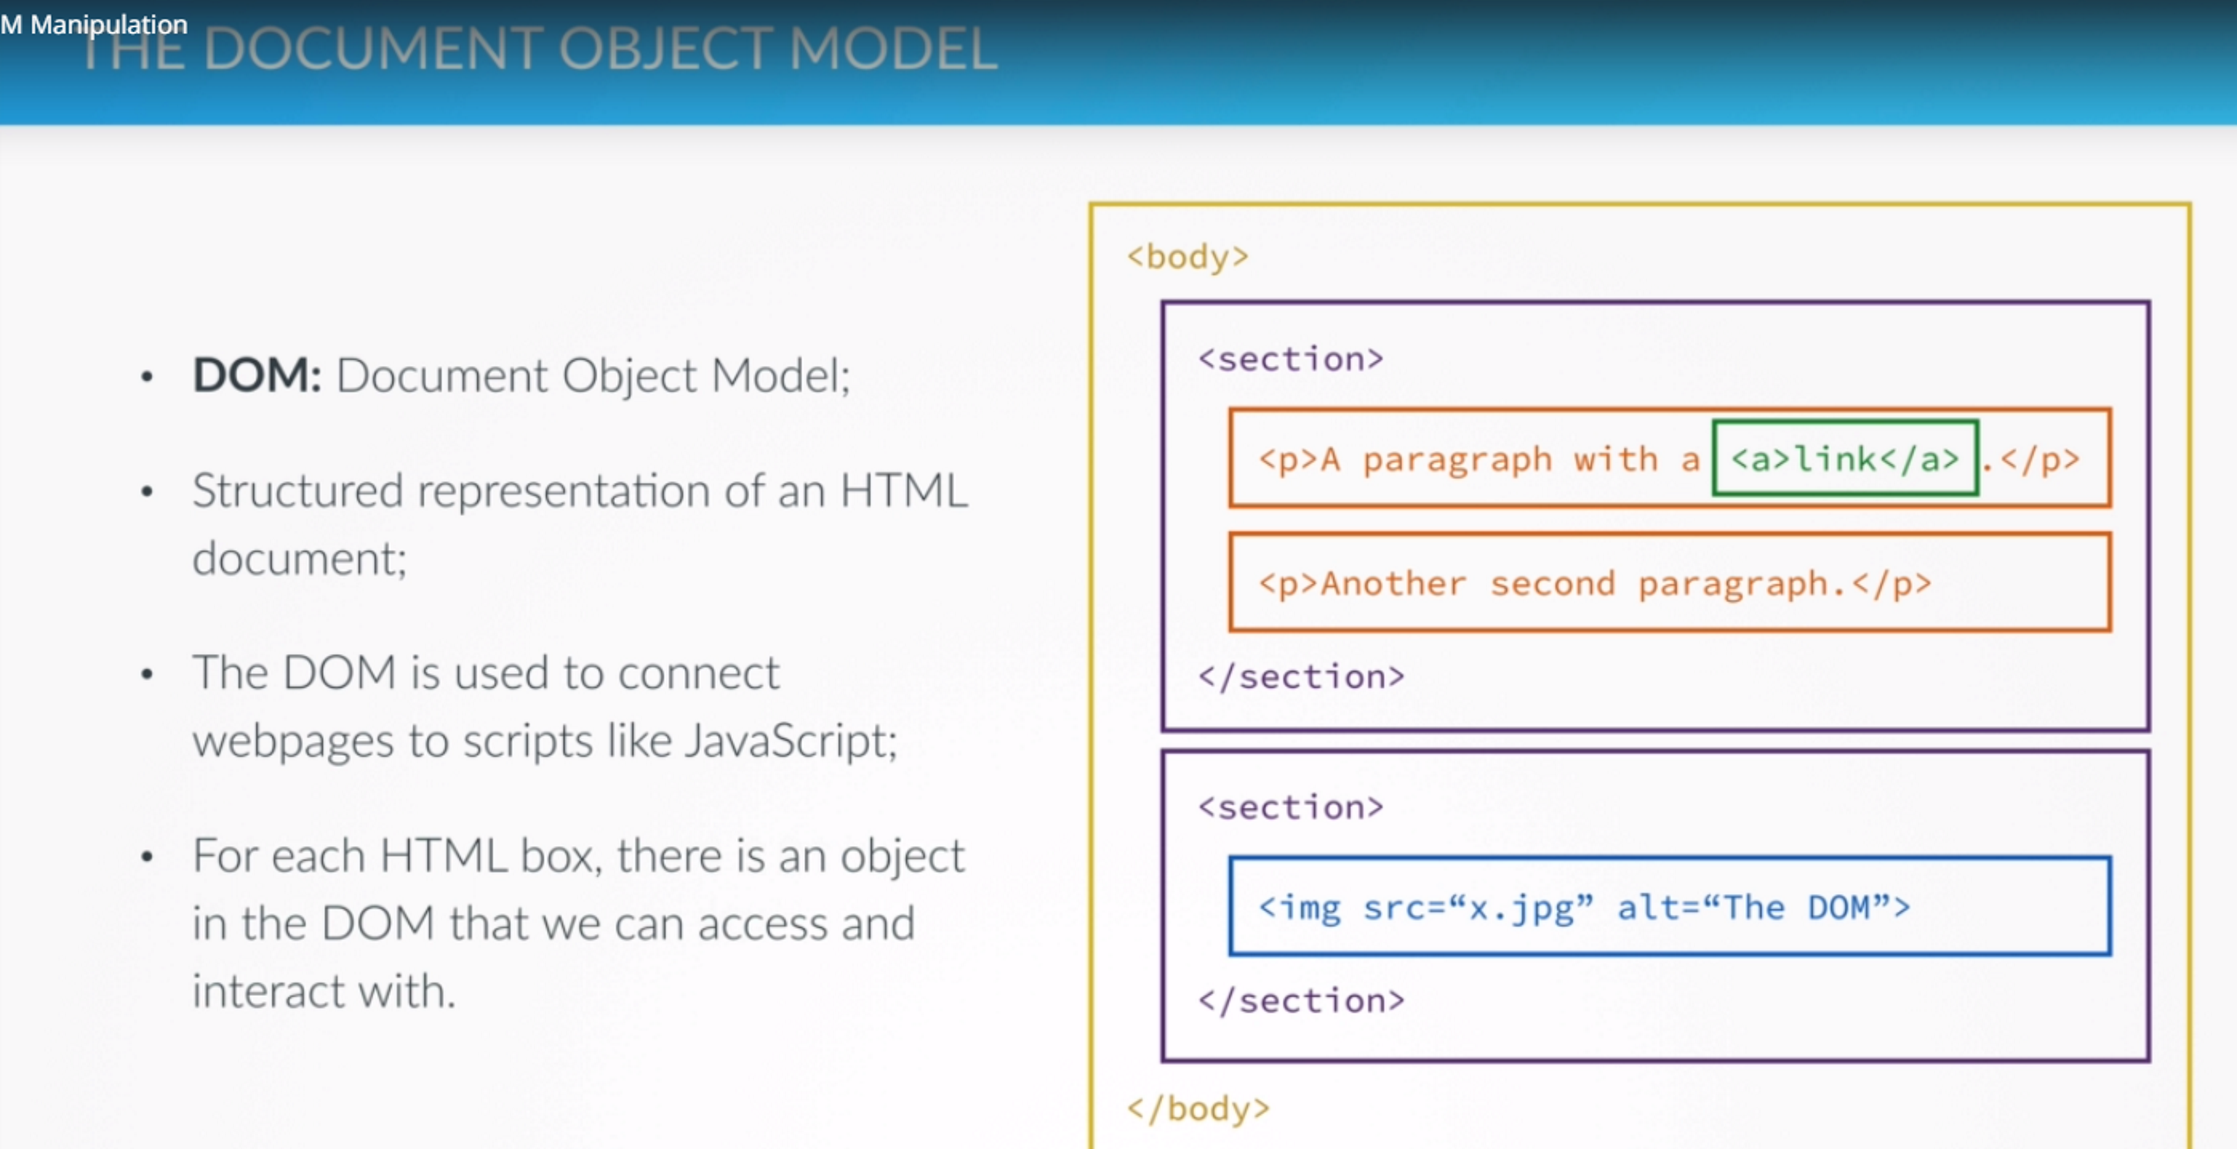 M Manipulation
THE DOCUMENT OBJECT MODEL
• DOM: Document Object Model;
• Structured representation of an HTML
document;
• The DOM is used to connect
webpages to scripts like JavaScript;
• For each HTML box, there is an object
in the DOM that we can access and
interact with.
<body>
<section>
<p>A paragraph with a <a>link</a>.</p>
<p>Another second paragraph.</p>
</section>
<section>
<img src=“x.jpg” alt=“The DOM”>
</section>
</body>